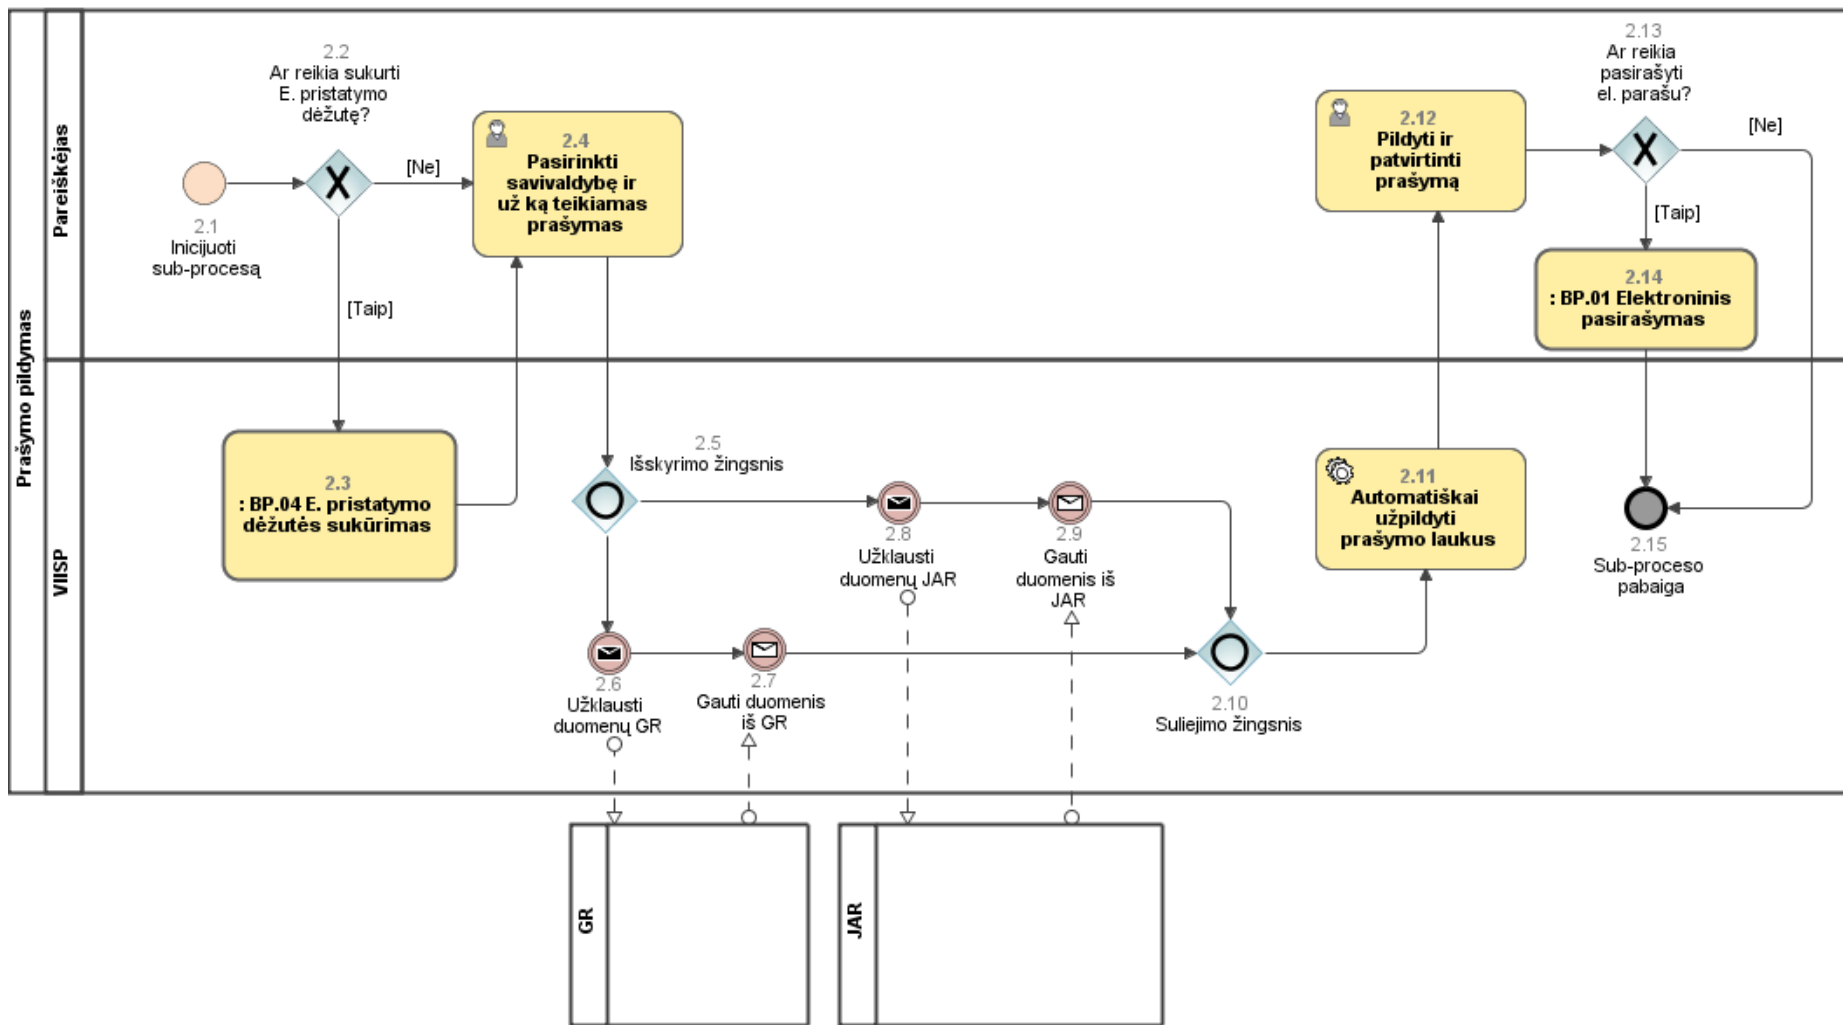 Prašymo pildymas
Pareiškėjas
2.1
Inicijuoti
sub-procesą
2.2
Ar reikia sukurti
E. pristatymo
dėžutę?
[Ne]
[Taip]
2.4
Pasirinkti
savivaldybę ir
už ką teikiamas
prašymas
2.12
Pildyti ir
patvirtinti
prašymą
2.13
Ar reikia
pasirašyti
el. parašu?
[Ne]
[Taip]
2.14
: BP.01 Elektroninis
pasirašymas
VIISP
2.3
: BP.04 E. pristatymo
dėžutės sukūrimas
2.5
Išskyrimo žingsnis
2.8
Užklausti
duomenų JAR
2.9
Gauti
duomenis iš
JAR
2.6
Užklausti
duomenų GR
2.7
Gauti duomenis
iš GR
2.10
Suliejimo žingsnis
2.11
Automatiškai
užpildyti
prašymo laukus
2.15
Sub-proceso
pabaiga
GR
JAR